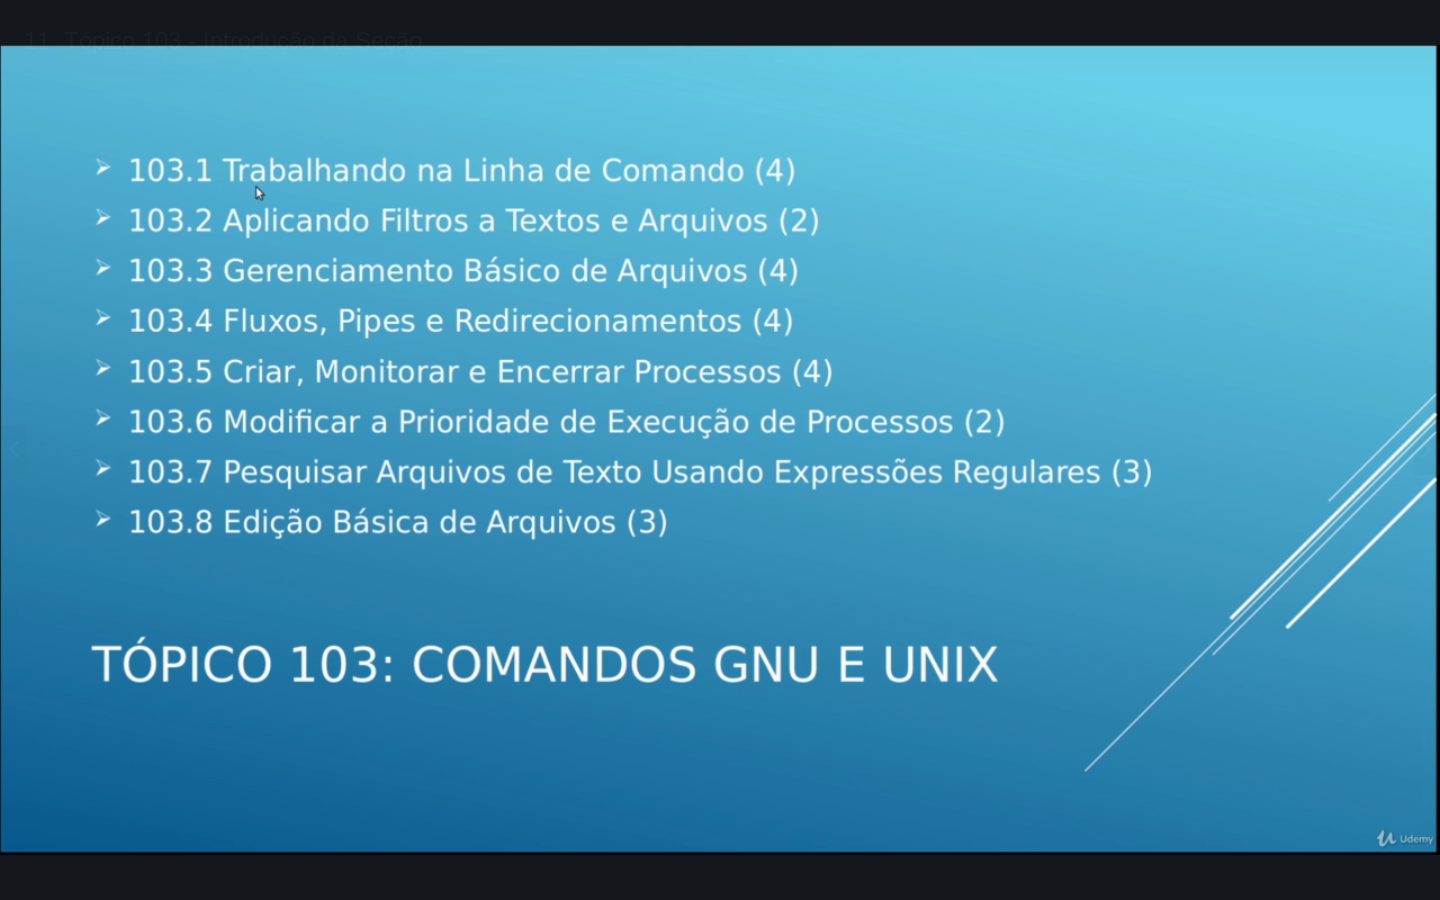 11. Tópico 103 - Introdução da Seção
103.1 Trabalhando na Linha de Comando (4)
103.2 Aplicando Filtros a Textos e Arquivos (2)
103.3 Gerenciamento Básico de Arquivos (4)
103.4 Fluxos, Pipes e Redirecionamentos (4)
103.5 Criar, Monitorar e Encerrar Processos (4)
103.6 Modificar a Prioridade de Execução de Processos (2)
103.7 Pesquisar Arquivos de Texto Usando Expressões Regulares (3)
103.8 Edição Básica de Arquivos (3)
TÓPICO 103: COMANDOS GNU E UNIX
Udemy